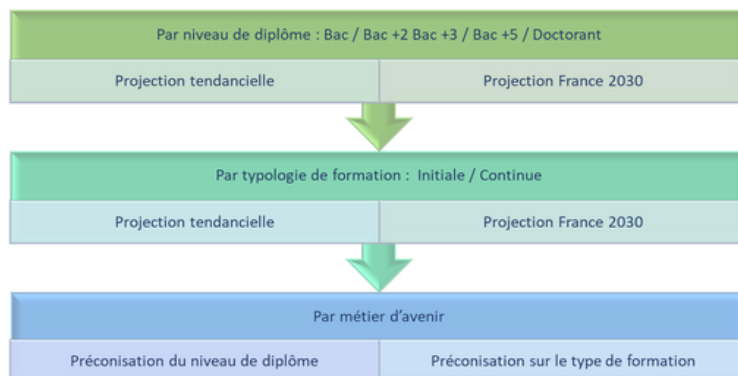 Par niveau de diplôme : Bac / Bac +2 Bac +3 / Bac +5 / Doctorant
Projection tendancielle
Projection France 2030
Par typologie de formation : Initiale / Continue
Projection tendancielle
Projection France 2030
Par métier d'avenir
Préconisation du niveau de diplôme
Préconisation sur le type de formation